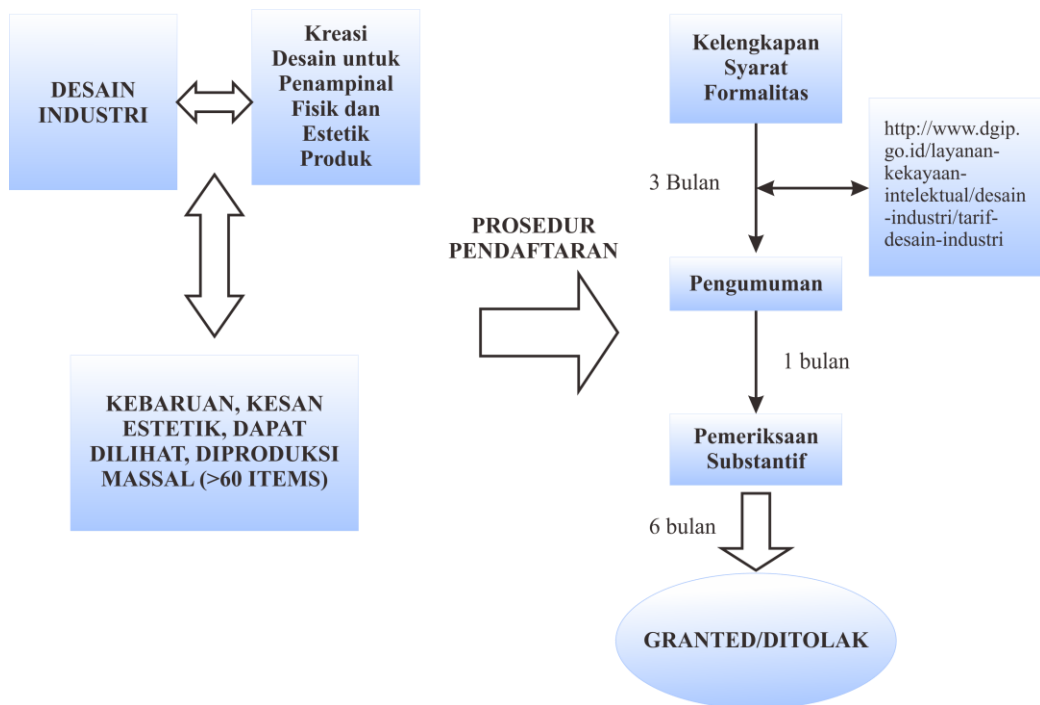 DESAIN
INDUSTRI
Kreasi
Desain untuk
Penampinal
Fisik dan
Estetik
Produk
KEBARUAN, KESAN
ESTETIK, DAPAT
DILIHAT, DIPRODUKSI
MASSAL (>60 ITEMS)
PROSEDUR
PENDAFTARAN
Kelengkapan
Syarat
Formalitas
3 Bulan
http://www.dgip.
go.id/layanan-
kekayaan-
intelektual/desain
-industri/tarif-
desain-industri
Pengumuman
1 bulan
Pemeriksaan
Substantif
6 bulan
GRANTED/DITOLAK